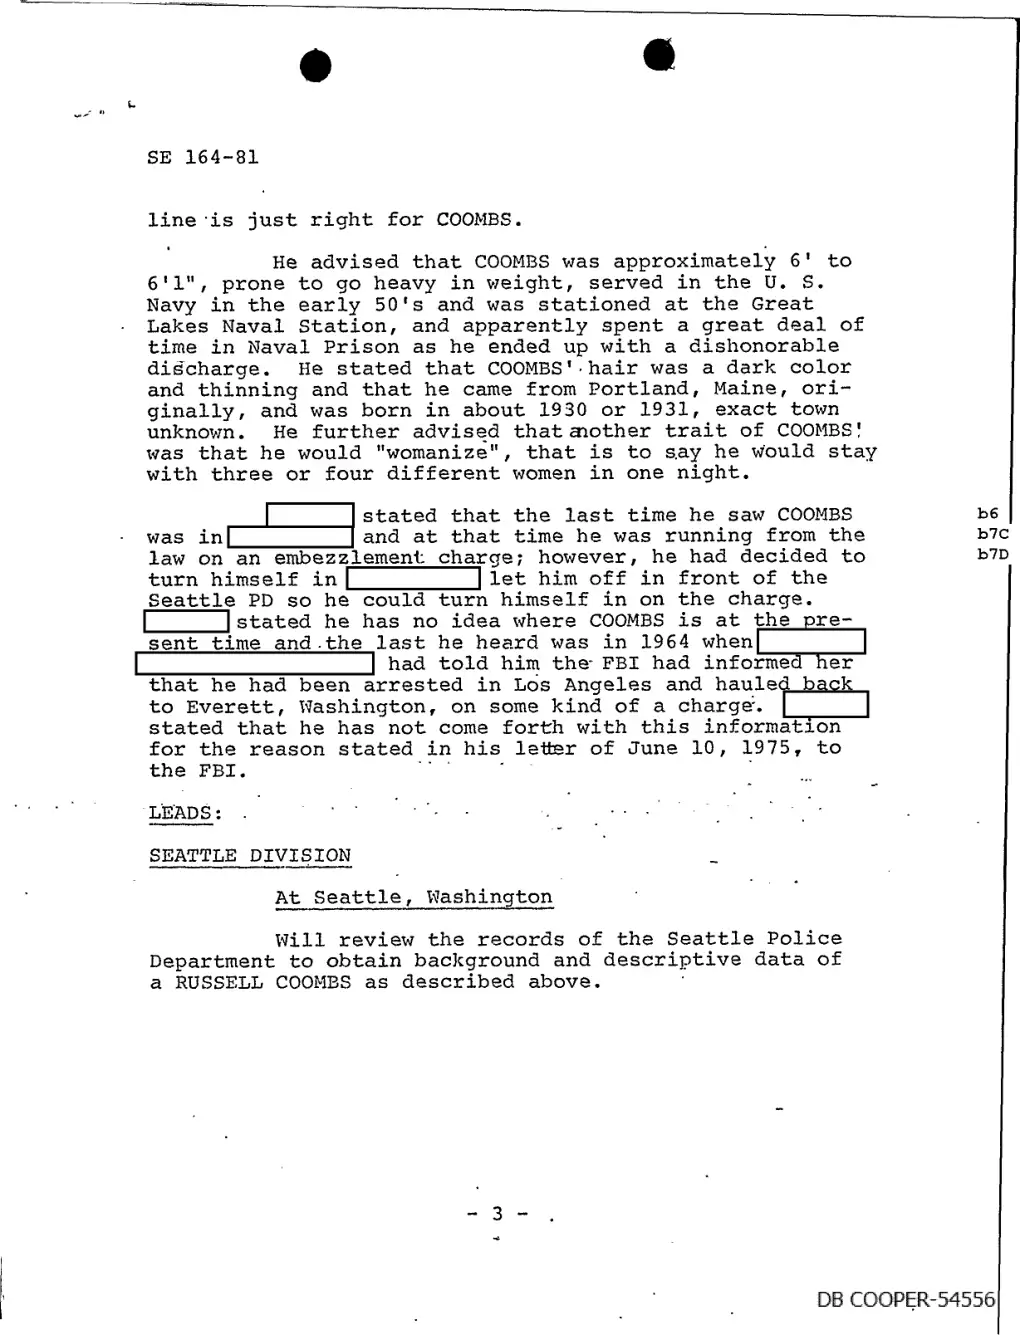 SE 164-81
line is just right for COOMBS.
He advised that COOMBS was approximately 6' to
6'1", prone to go heavy in weight, served in the U. S.
Navy in the early 50's and was stationed at the Great
Lakes Naval Station, and apparently spent a great deal of
time in Naval Prison as he ended up with a dishonorable
discharge. He stated that COOMBS' hair was a dark color
and thinning and that he came from Portland, Maine, ori-
ginally, and was born in about 1930 or 1931, exact town
unknown. He further advised that another trait of COOMBS'
was that he would "womanize", that is to say he would stay
with three or four different women in one night.
stated that the last time he saw COOMBS b6
was in and at that time he was running from the b7C
law on an embezzlement charge; however, he had decided to b7D
turn himself in let him off in front of the
Seattle PD so he could turn himself in on the charge.
stated he has no idea where COOMBS is at the pre-
sent time and the last he heard was in 1964 when
had told him the FBI had informed her
that he had been arrested in Los Angeles and hauled back
to Everett, Washington, on some kind of a charge.
stated that he has not come forth with this information
for the reason stated in his letter of June 10, 1975, to
the FBI.
LEADS:
SEATTLE DIVISION
At Seattle, Washington
Will review the records of the Seattle Police
Department to obtain background and descriptive data of
a RUSSELL COOMBS as described above.
- 3 -
DB COOPER-54556